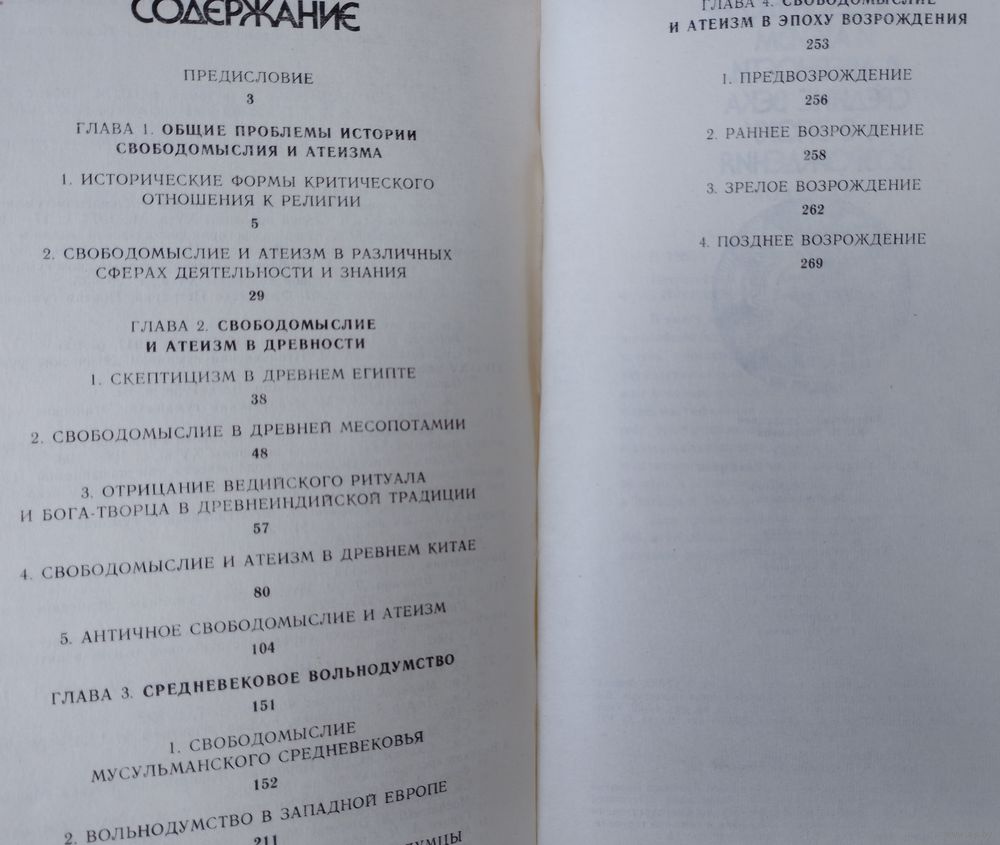 СОДЕРЖАНИЕ
ПРЕДИСЛОВИЕ
3
ГЛАВА 1. ОБЩИЕ ПРОБЛЕМЫ ИСТОРИИ
СВОБОДОМЫСЛИЯ И АТЕИЗМА
1. ИСТОРИЧЕСКИЕ ФОРМЫ КРИТИЧЕСКОГО
ОТНОШЕНИЯ К РЕЛИГИИ
5
2. СВОБОДОМЫСЛИЕ И АТЕИЗМ В РАЗЛИЧНЫХ
СФЕРАХ ДЕЯТЕЛЬНОСТИ И ЗНАНИЯ
29
ГЛАВА 2. СВОБОДОМЫСЛИЕ
И АТЕИЗМ В ДРЕВНОСТИ
1. СКЕПТИЦИЗМ В ДРЕВНЕМ ЕГИПТЕ
38
2. СВОБОДОМЫСЛИЕ В ДРЕВНЕЙ МЕСОПОТАМИИ
48
3. ОТРИЦАНИЕ ВЕДИЙСКОГО РИТУАЛА
И БОГА-ТВОРЦА В ДРЕВНЕИНДИЙСКОЙ ТРАДИЦИИ
57
4. СВОБОДОМЫСЛИЕ И АТЕИЗМ В ДРЕВНЕМ КИТАЕ
80
5. АНТИЧНОЕ СВОБОДОМЫСЛИЕ И АТЕИЗМ
104
ГЛАВА 3. СРЕДНЕВЕКОВОЕ ВОЛЬНОДУМСТВО
151
1. СВОБОДОМЫСЛИЕ
МУСУЛЬМАНСКОГО СРЕДНЕВЕКОВЬЯ
152
2. ВОЛЬНОДУМСТВО В ЗАПАДНОЙ ЕВРОПЕ
211
ГЛАВА 4. СВОБОДОМЫСЛИЕ
И АТЕИЗМ В ЭПОХУ ВОЗРОЖДЕНИЯ
253
1. ПРЕДВОЗРОЖДЕНИЕ
256
2. РАННЕЕ ВОЗРОЖДЕНИЕ
258
3. ЗРЕЛОЕ ВОЗРОЖДЕНИЕ
262
4. ПОЗДНЕЕ ВОЗРОЖДЕНИЕ
269